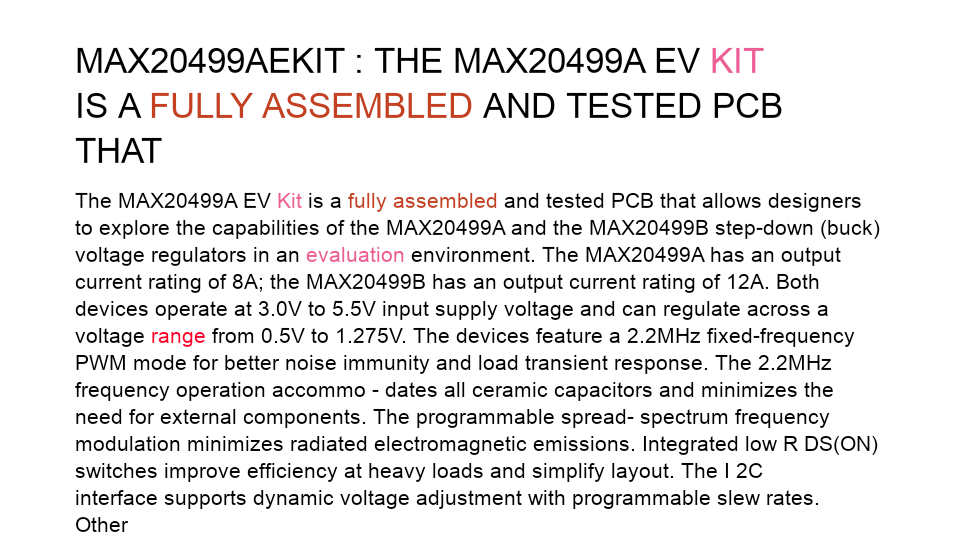 MAX20499AEKIT : THE MAX20499A EV KIT
IS A FULLY ASSEMBLED AND TESTED PCB
THAT
The MAX20499A EV Kit is a fully assembled and tested PCB that allows designers
to explore the capabilities of the MAX20499A and the MAX20499B step-down (buck)
voltage regulators in an evaluation environment. The MAX20499A has an output
current rating of 8A; the MAX20499B has an output current rating of 12A. Both
devices operate at 3.0V to 5.5V input supply voltage and can regulate across a
voltage range from 0.5V to 1.275V. The devices feature a 2.2MHz fixed-frequency
PWM mode for better noise immunity and load transient response. The 2.2MHz
frequency operation accommo - dates all ceramic capacitors and minimizes the
need for external components. The programmable spread- spectrum frequency
modulation minimizes radiated electromagnetic emissions. Integrated low R DS(ON)
switches improve efficiency at heavy loads and simplify layout. The I 2C
interface supports dynamic voltage adjustment with programmable slew rates.
Other